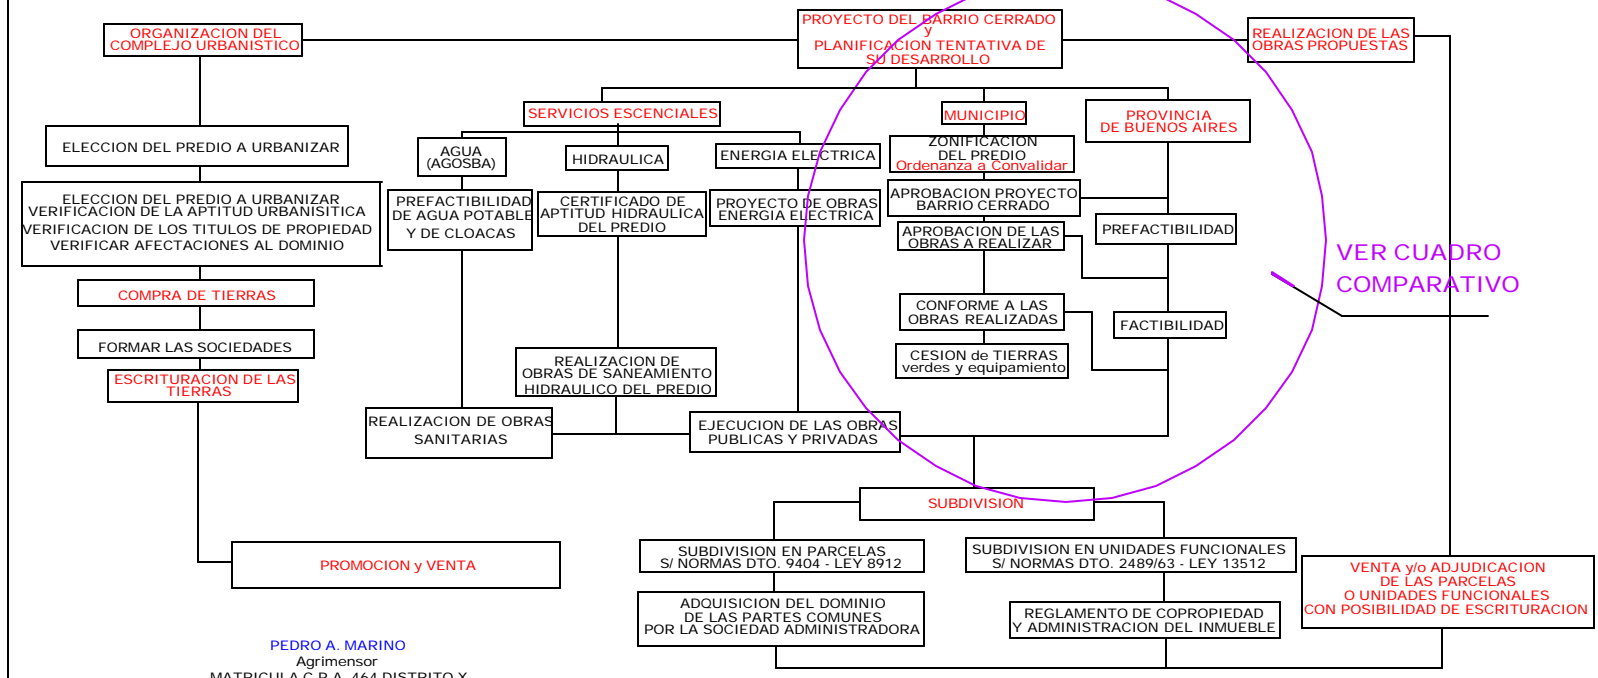 ORGANIZACION DEL
COMPLEJO URBANISTICO
PROYECTO DEL BARRIO CERRADO
y
PLANIFICACION TENTATIVA DE
SU DESARROLLO
REALIZACION DE LAS
OBRAS PROPUESTAS
SERVICIOS ESCENCIALES
MUNICIPIO
PROVINCIA
DE BUENOS AIRES
ELECCION DEL PREDIO A URBANIZAR
AGUA
(AGOSBA)
HIDRAULICA
ENERGIA ELECTRICA
ZONIFICACION
DEL PREDIO
Ordenanza a Convalidar
ELECCION DEL PREDIO A URBANIZAR
VERIFICACION DE LA APTITUD URBANISITICA
VERIFICACION DE LOS TITULOS DE PROPIEDAD
VERIFICAR AFECTACIONES AL DOMINIO
PREFACTIBILIDAD
DE AGUA POTABLE
Y DE CLOACAS
CERTIFICADO DE
APTITUD HIDRAULICA
DEL PREDIO
PROYECTO DE OBRAS
ENERGIA ELECTRICA
APROBACION PROYECTO
BARRIO CERRADO
APROBACION DE LAS
OBRAS A REALIZAR
PREFACTIBILIDAD
VER CUADRO
COMPARATIVO
COMPRA DE TIERRAS
CONFORME A LAS
OBRAS REALIZADAS
FACTIBILIDAD
FORMAR LAS SOCIEDADES
REALIZACION DE
OBRAS DE SANEAMIENTO
HIDRAULICO DEL PREDIO
CESION de TIERRAS
verdes y equipamiento
ESCRITURACION DE LAS
TIERRAS
REALIZACION DE OBRAS
SANITARIAS
EJECUCION DE LAS OBRAS
PUBLICAS Y PRIVADAS
SUBDIVISION
PROMOCION y VENTA
SUBDIVISION EN PARCELAS
S/ NORMAS DTO. 9404 - LEY 8912
SUBDIVISION EN UNIDADES FUNCIONALES
S/ NORMAS DTO. 2489/63 - LEY 13512
VENTA y/o ADJUDICACION
DE LAS PARCELAS
O UNIDADES FUNCIONALES
CON POSIBILIDAD DE ESCRITURACION
ADQUISICION DEL DOMINIO
DE LAS PARTES COMUNES
POR LA SOCIEDAD ADMINISTRADORA
REGLAMENTO DE COPROPIEDAD
Y ADMINISTRACION DEL INMUEBLE
PEDRO A. MARINO
Agrimensor
MATRICULA C.P.A. 464 DISTRITO X